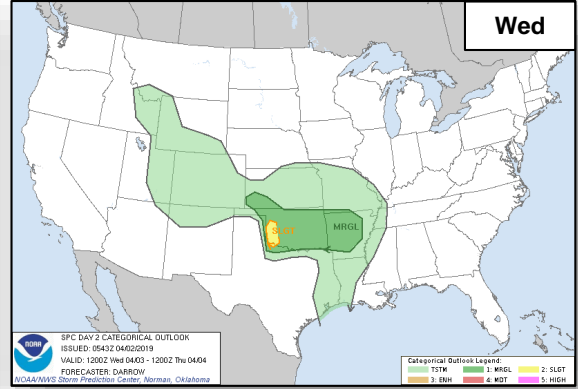 Wed
SLGT
MRGL
NOAA
SPC DAY 2 CATEGORICAL OUTLOOK
ISSUED: 0543Z 04/02/2019
VALID: 1200Z Wed 04/03 - 1200Z Thu 04/04
FORECASTER: DARROW
NOAA/NWS Storm Prediction Center, Norman, Oklahoma
Categorical Outlook Legend:
TSTM 1: MRGL 2: SLGT
3: ENH 4: MDT 5: HIGH